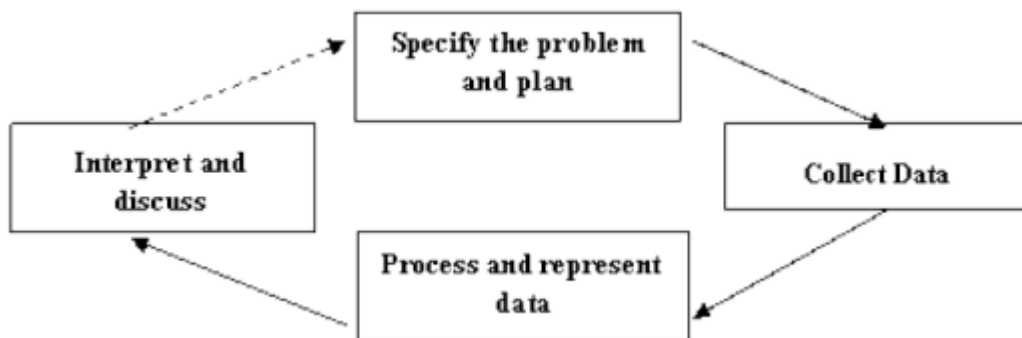 Specify the problem
and plan
Collect Data
Process and represent
data
Interpret and
discuss